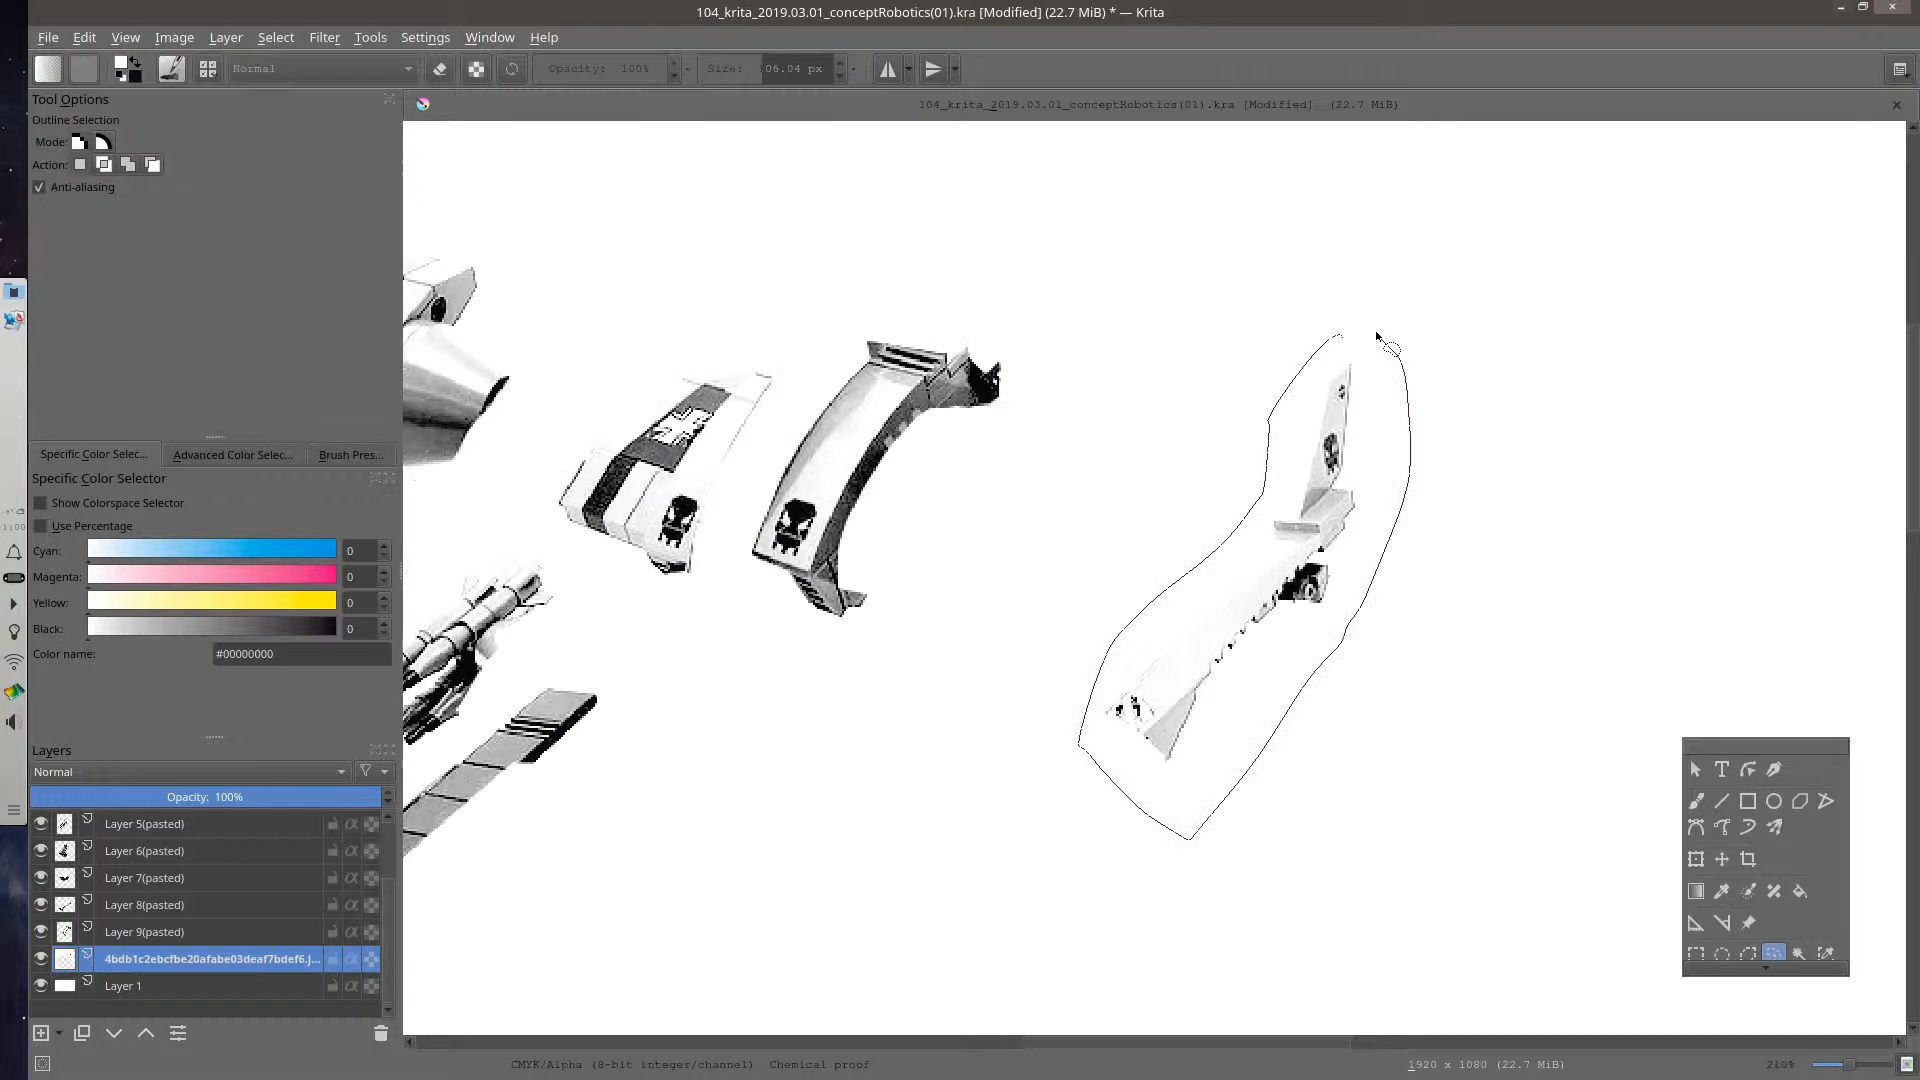 104_krita_2019.03.01_conceptRobotics(01).kra [Modified] (22.7 MiB) * — Krita
File Edit View Image Layer Select Filter Tools Settings Window Help
Normal Opacity: 100% Size: 06.04 px
Tool Options
104_krita_2019.03.01_conceptRobotics(01).kra [Modified] (22.7 MiB)
Outline Selection
Mode:
Action:
Anti-aliasing
Specific Color Selec... Advanced Color Selec... Brush Pres...
Specific Color Selector
Show Colorspace Selector
Use Percentage
Cyan: 0
Magenta: 0
Yellow: 0
Black: 0
Color name: #00000000
Layers
Normal
Opacity: 100%
Layer 5(pasted)
Layer 6(pasted)
Layer 7(pasted)
Layer 8(pasted)
Layer 9(pasted)
4bdb1c2ebcfbe20afabe03deaf7bdef6.j...
Layer 1
CMYK/Alpha (8-bit integer/channel) Chemical proof 1920 x 1080 (22.7 MiB) 210%